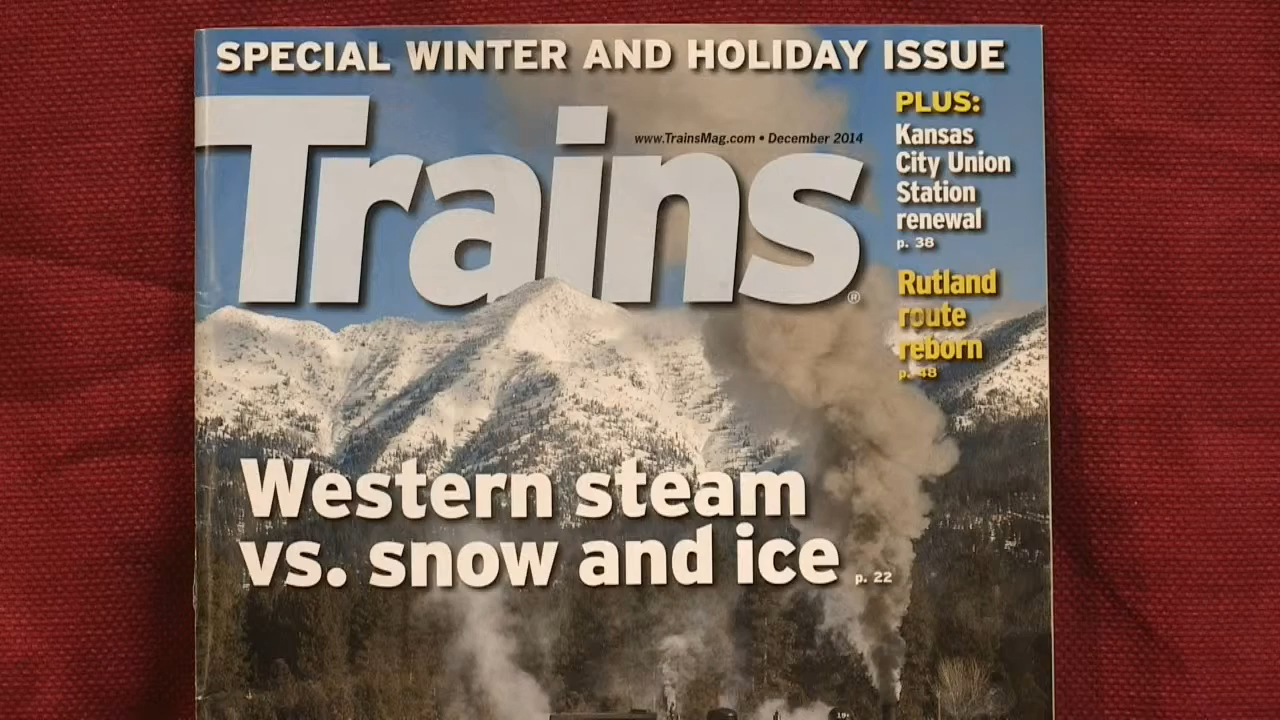 SPECIAL WINTER AND HOLIDAY ISSUE
Trains®
www.TrainsMag.com • December 2014
PLUS:
Kansas
City Union
Station
renewal
p. 38
Rutland
route
reborn
p. 48
Western steam
vs. snow and ice p. 22